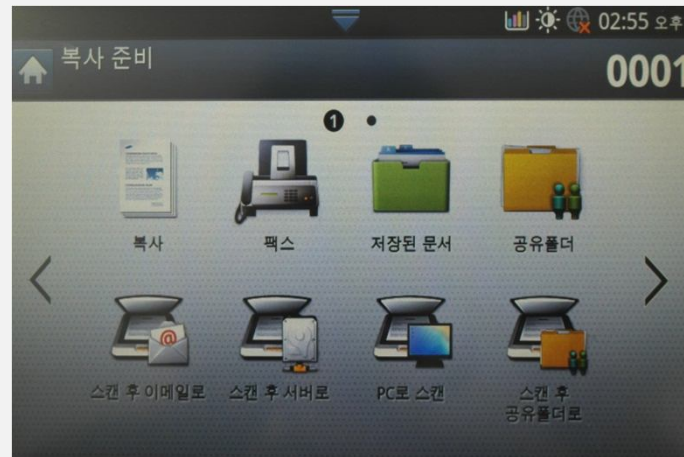 02:55 오후
복사 준비
0001
1
복사
팩스
저장된 문서
공유폴더
스캔 후 이메일로
스캔 후 서버로
PC로 스캔
스캔 후
공유폴더로